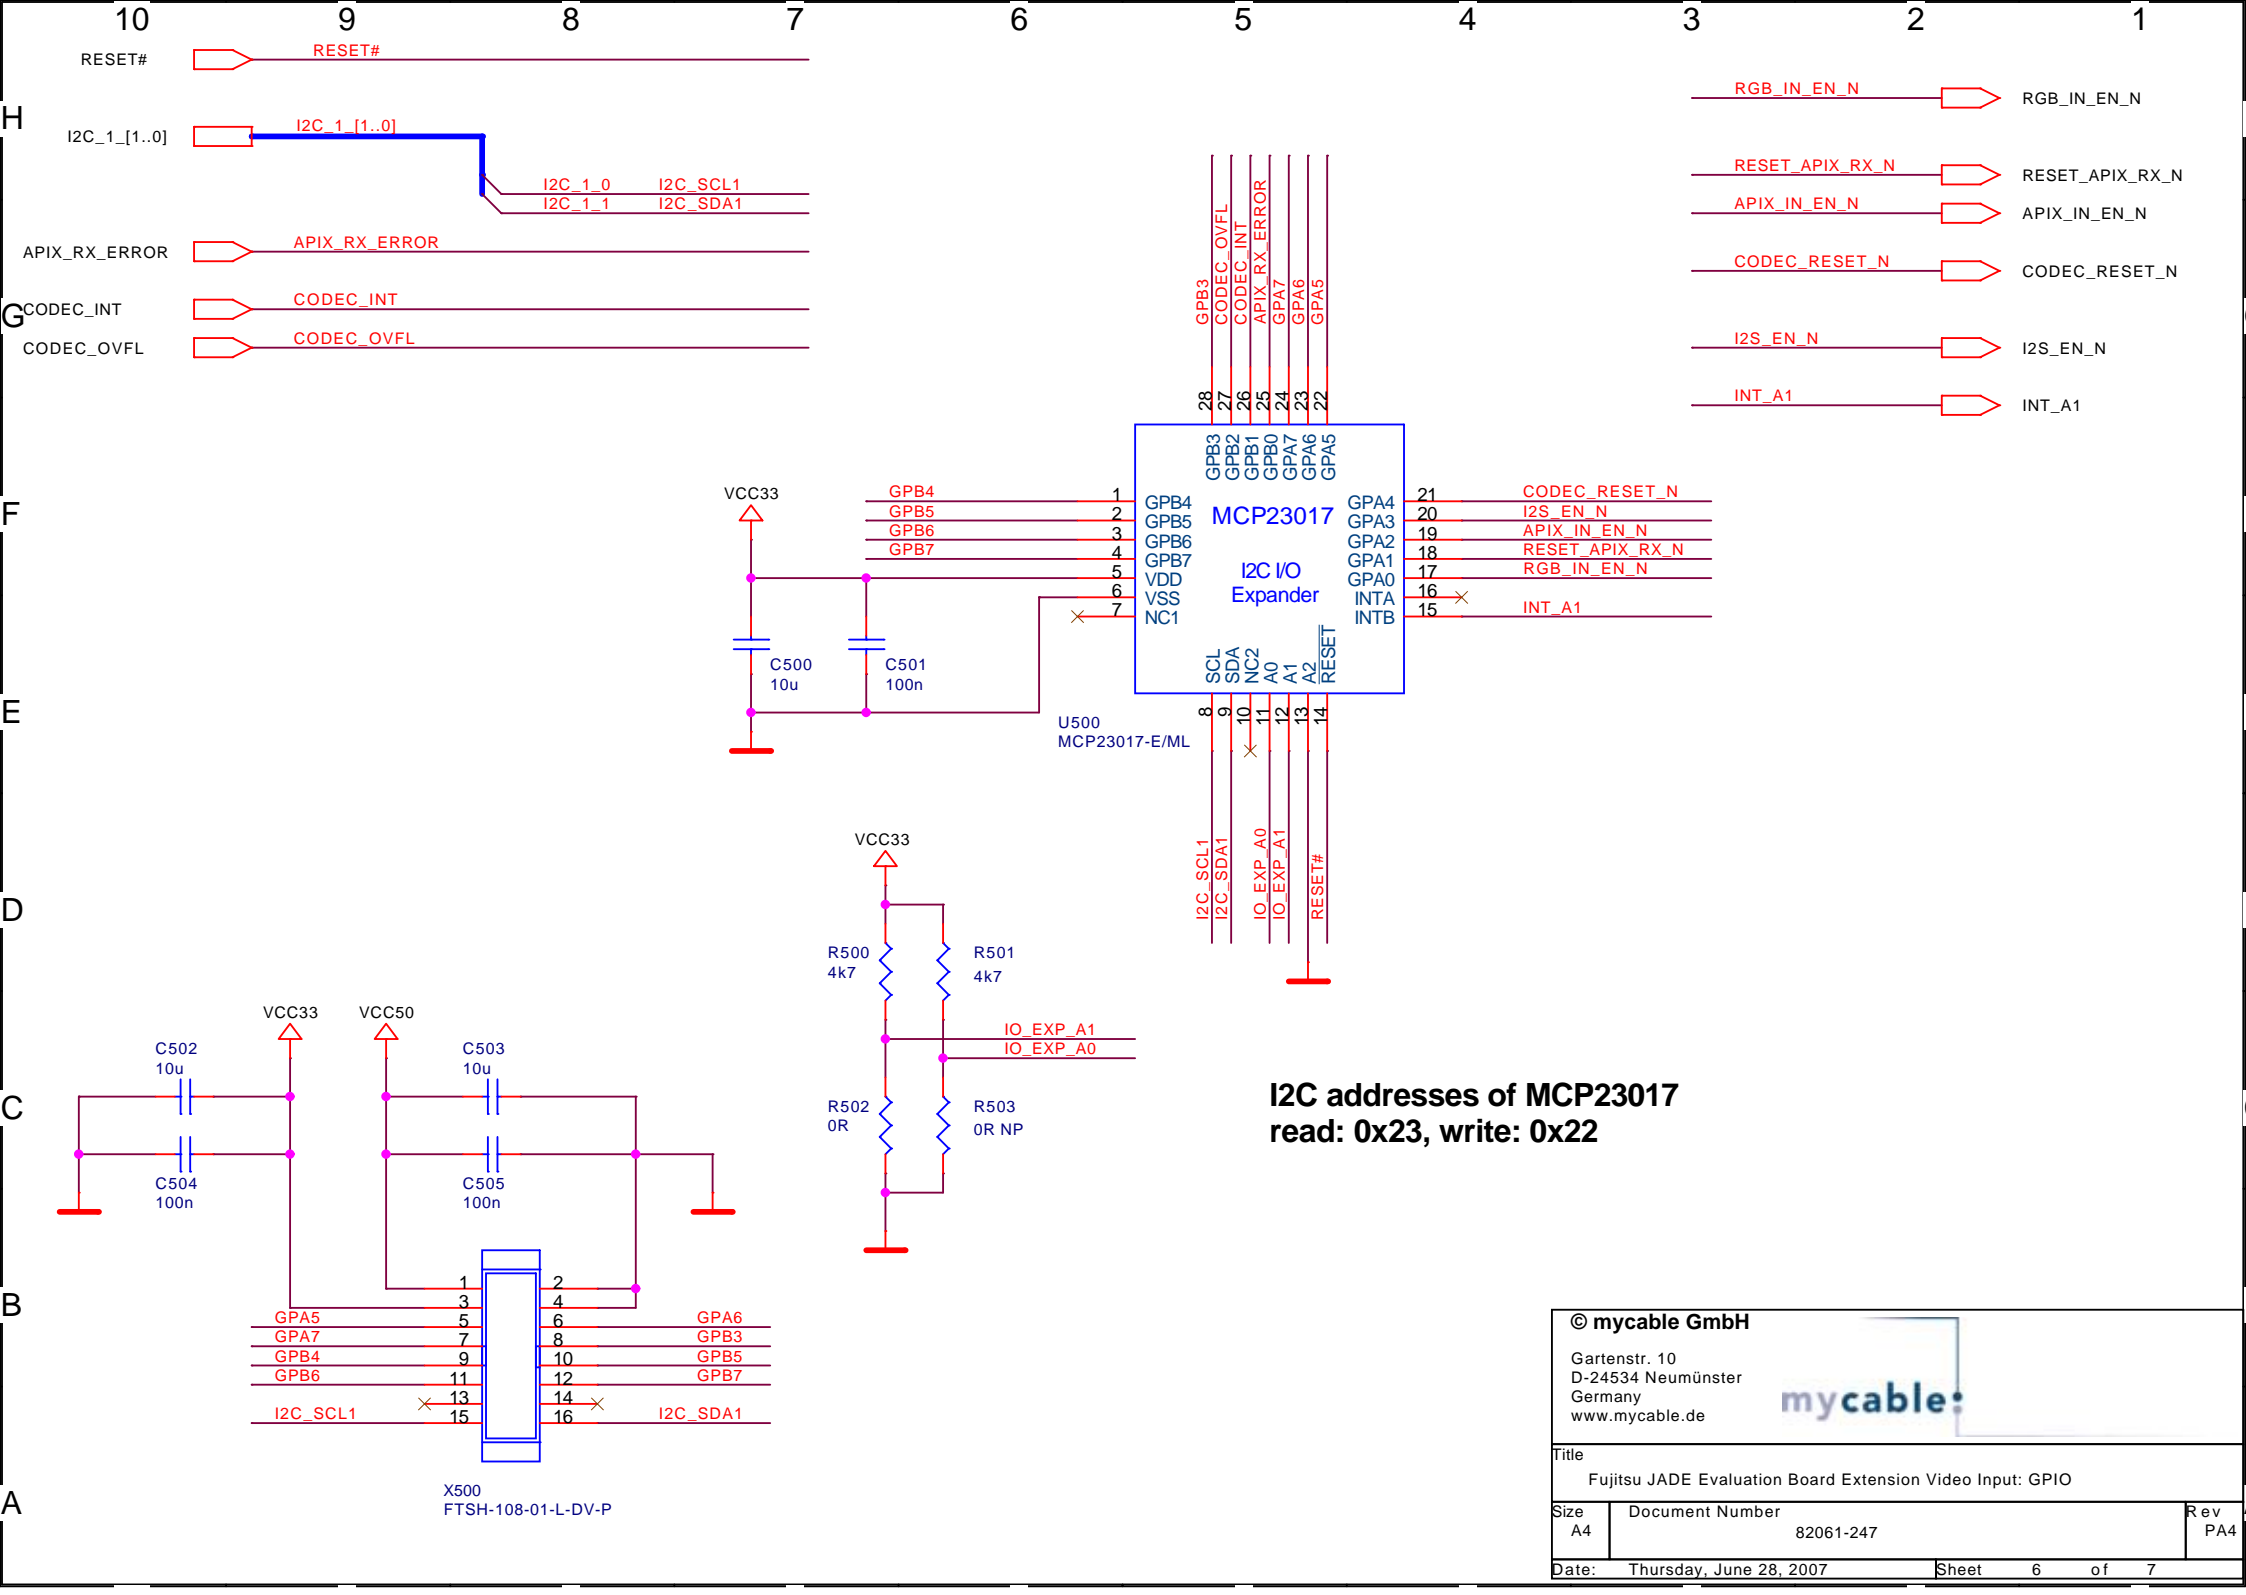 10 9 8 7 6 5 4 3 2 1
H
G
F
E
D
C
B
A
RESET# RESET#
I2C_1_[1..0] I2C_1_[1..0]
I2C_1_0 I2C_SCL1
I2C_1_1 I2C_SDA1
APIX_RX_ERROR APIX_RX_ERROR
CODEC_INT CODEC_INT
CODEC_OVFL CODEC_OVFL
RGB_IN_EN_N RGB_IN_EN_N
RESET_APIX_RX_N RESET_APIX_RX_N
APIX_IN_EN_N APIX_IN_EN_N
CODEC_RESET_N CODEC_RESET_N
I2S_EN_N I2S_EN_N
INT_A1 INT_A1
GPB3 CODEC_OVFL CODEC_INT APIX_RX_ERROR GPA7 GPA6 GPA5
28 27 26 25 24 23 22
GPB3 GPB2 GPB1 GPB0 GPA7 GPA6 GPA5
VCC33
GPB4 1 GPB4
GPB5 2 GPB5
GPB6 3 GPB6
GPB7 4 GPB7
5 VDD
6 VSS
7 NC1
MCP23017
I2C I/O
Expander
GPA4 21 CODEC_RESET_N
GPA3 20 I2S_EN_N
GPA2 19 APIX_IN_EN_N
GPA1 18 RESET_APIX_RX_N
GPA0 17 RGB_IN_EN_N
INTA 16
INTB 15 INT_A1
SCL SDA NC2 A0 A1 A2 RESET
8 9 10 11 12 13 14
I2C_SCL1 I2C_SDA1 IO_EXP_A0 IO_EXP_A1 RESET#
C500
10u
C501
100n
U500
MCP23017-E/ML
VCC33
R500
4k7
R501
4k7
IO_EXP_A1
IO_EXP_A0
R502
0R
R503
0R NP
I2C addresses of MCP23017
read: 0x23, write: 0x22
VCC33 VCC50
C502
10u
C503
10u
C504
100n
C505
100n
1 2
3 4
GPA5 5 6 GPA6
GPA7 7 8 GPB3
GPB4 9 10 GPB5
GPB6 11 12 GPB7
13 14
I2C_SCL1 15 16 I2C_SDA1
X500
FTSH-108-01-L-DV-P
© mycable GmbH
Gartenstr. 10
D-24534 Neumünster
Germany
www.mycable.de
mycable:
Title
Fujitsu JADE Evaluation Board Extension Video Input: GPIO
Size Document Number Rev
A4 82061-247 PA4
Date: Thursday, June 28, 2007 Sheet 6 of 7